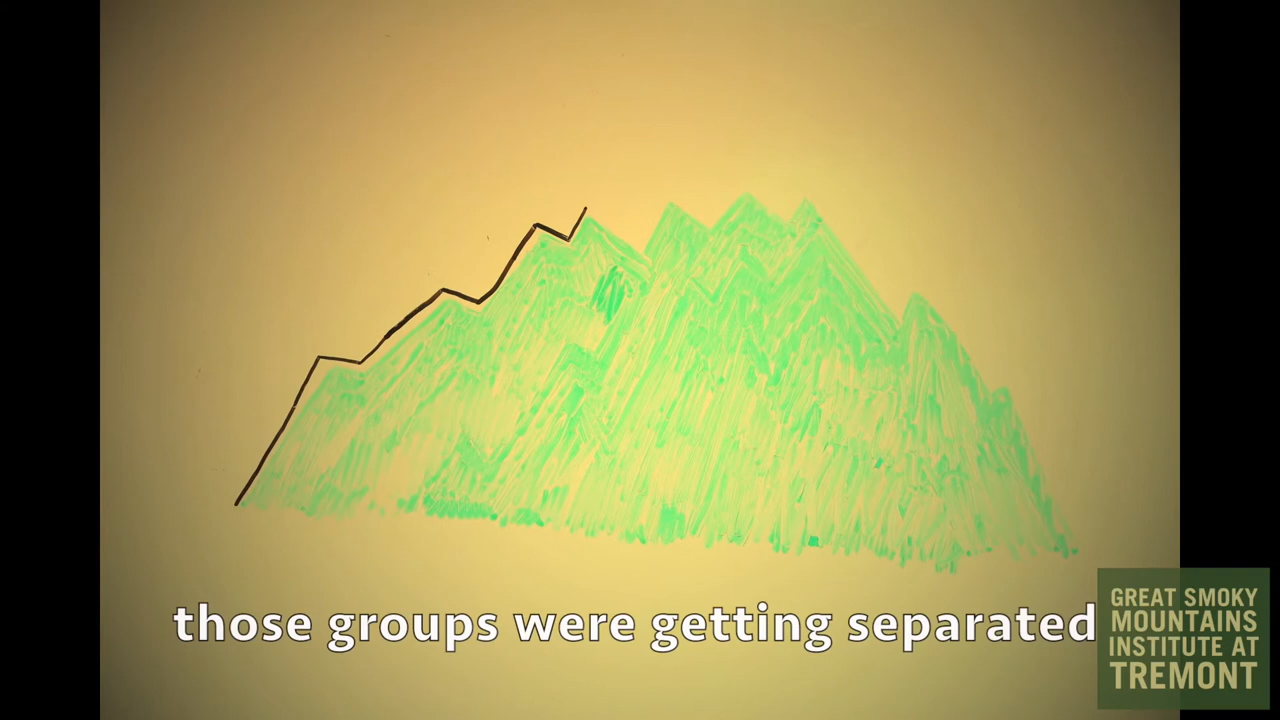 those groups were getting separated
GREAT SMOKY
MOUNTAINS
INSTITUTE AT
TREMONT